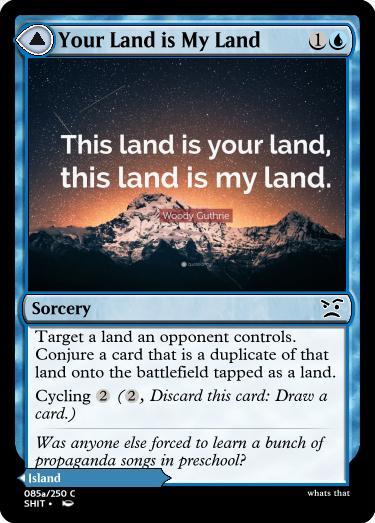 Your Land is My Land 1
This land is your land,
this land is my land.
Woody Guthrie
Sorcery
Target a land an opponent controls.
Conjure a card that is a duplicate of that
land onto the battlefield tapped as a land.
Cycling 2 (2, Discard this card: Draw a
card.)
Was anyone else forced to learn a bunch of
propaganda songs in preschool?
Island
085a/250 C
SHIT •
whats that